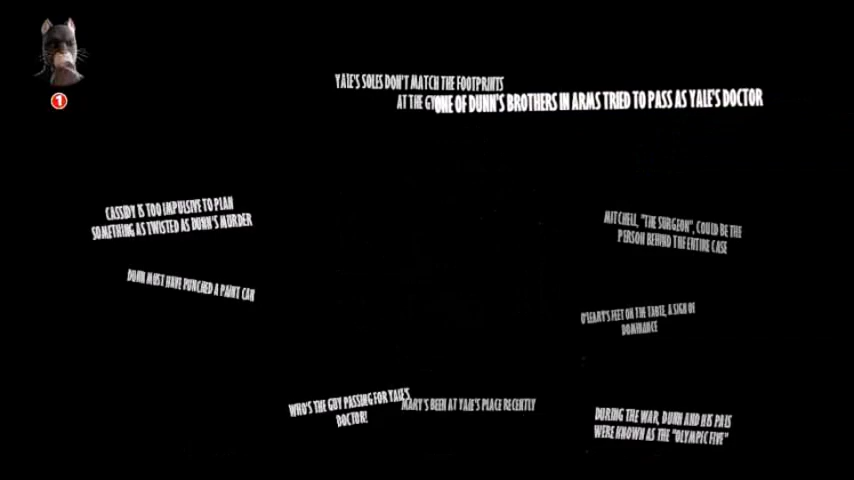 1
YALE'S SOLES DON'T MATCH THE FOOTPRINTS
AT THE
ONE OF DUNN'S BROTHERS IN ARMS TRIED TO PASS AS YALE'S DOCTOR
CASSIDY IS TOO IMPULSIVE TO PLAN
SOMETHING AS TWISTED AS DUNN'S MURDER
MITCHELL, "THE SURGEON", COULD BE THE
PERSON BEHIND THE ENTIRE CASE
DUNN MUST HAVE PUNCHED A PAINT CAN
O'LEARY'S FEET ON THE TABLE, A SIGN OF
DOMINANCE
WHO'S THE GUY PASSING FOR YALE'S
DOCTOR!
MARY'S BEEN AT YALE'S PLACE RECENTLY
DURING THE WAR, DUNN AND HIS PALS
WERE KNOWN AS THE "OLYMPIC FIVE"